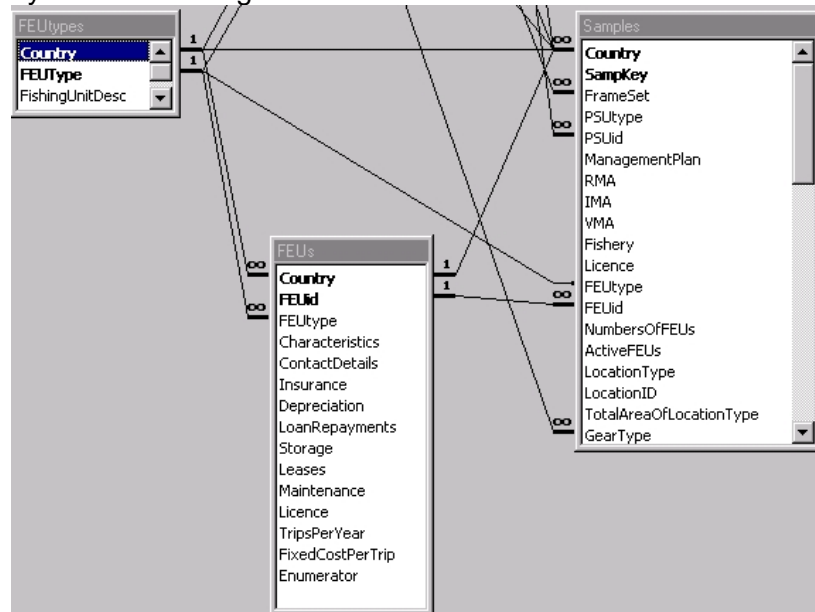 FEUtypes
Country
FEUType
FishingUnitDesc
1
1
∞
∞
∞
Samples
Country
SampKey
FrameSet
PSUtype
PSUid
ManagementPlan
RMA
IMA
VMA
Fishery
Licence
FEUtype
FEUid
NumbersOfFEUs
ActiveFEUs
LocationType
LocationID
TotalAreaOfLocationType
GearType
∞
∞
∞
∞
FEUs
Country
FEUid
FEUtype
Characteristics
ContactDetails
Insurance
Depreciation
LoanRepayments
Storage
Leases
Maintenance
Licence
TripsPerYear
FixedCostPerTrip
Enumerator
1
1